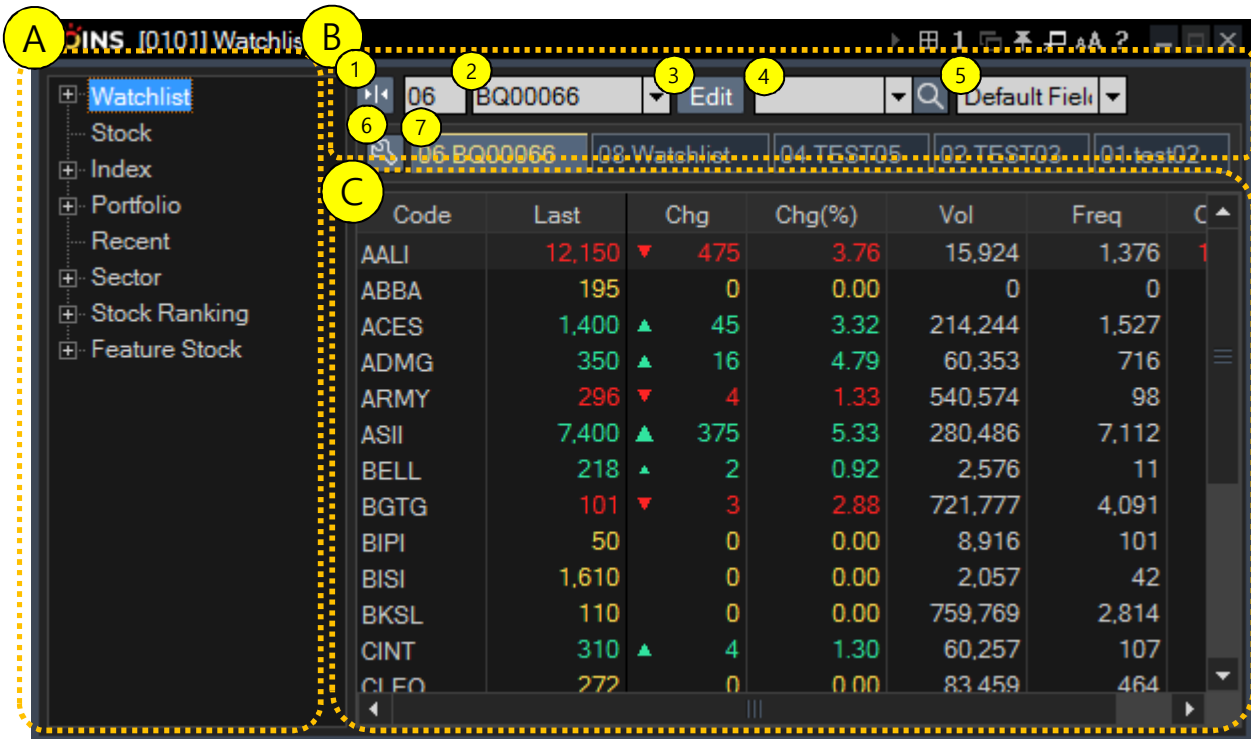 A B C
OINS [0101] Watchlis
1 AA ?
1 2 3 4 5
06 BQ00066 Edit Default Fiel
6 7
06 BQ00066 08 Watchlist 04 TEST05 02 TEST03 01 test02
Watchlist
Stock
Index
Portfolio
Recent
Sector
Stock Ranking
Feature Stock
Code Last Chg Chg(%) Vol Freq
AALI 12,150 ▼ 475 3.76 15,924 1,376 1
ABBA 195 0 0.00 0 0
ACES 1,400 ▲ 45 3.32 214,244 1,527
ADMG 350 ▲ 16 4.79 60,353 716
ARMY 296 ▼ 4 1.33 540,574 98
ASII 7,400 ▲ 375 5.33 280,486 7,112
BELL 218 ▲ 2 0.92 2,576 11
BGTG 101 ▼ 3 2.88 721,777 4,091
BIPI 50 0 0.00 8,916 101
BISI 1,610 0 0.00 2,057 42
BKSL 110 0 0.00 759,769 2,814
CINT 310 ▲ 4 1.30 60,257 107
CLEO 272 0 0.00 83,459 464